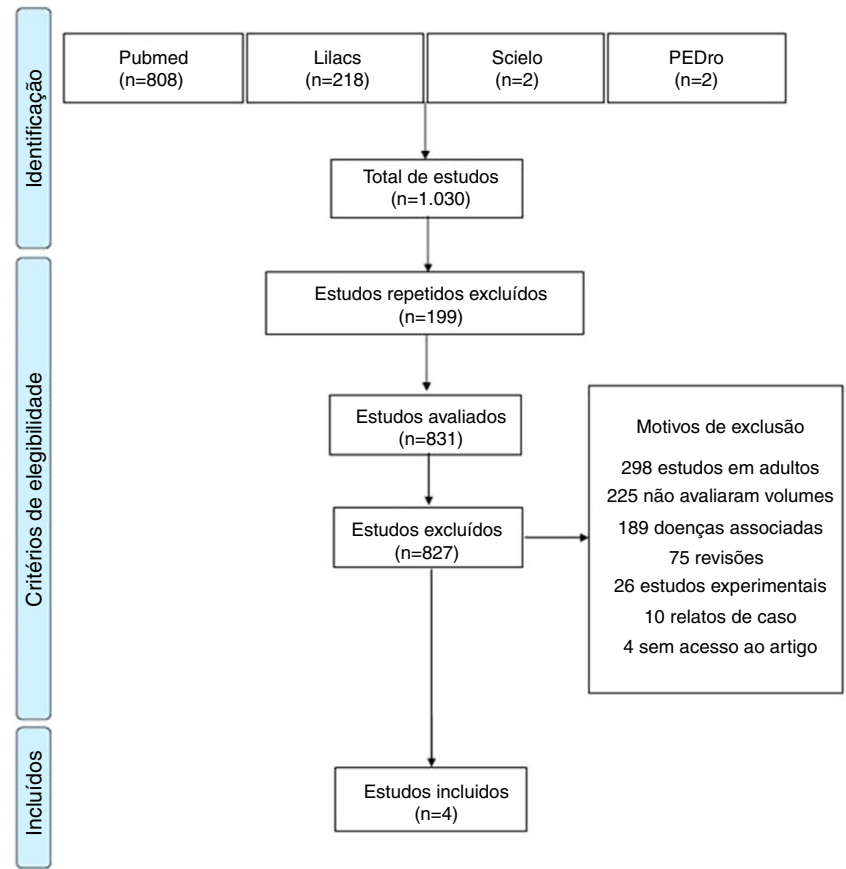 Identificação
Pubmed
(n=808)
Lilacs
(n=218)
Scielo
(n=2)
PEDro
(n=2)
Total de estudos
(n=1.030)
Critérios de elegibilidade
Estudos repetidos excluídos
(n=199)
Estudos avaliados
(n=831)
Estudos excluídos
(n=827)
Motivos de exclusão
298 estudos em adultos
225 não avaliaram volumes
189 doenças associadas
75 revisões
26 estudos experimentais
10 relatos de caso
4 sem acesso ao artigo
Incluídos
Estudos incluidos
(n=4)